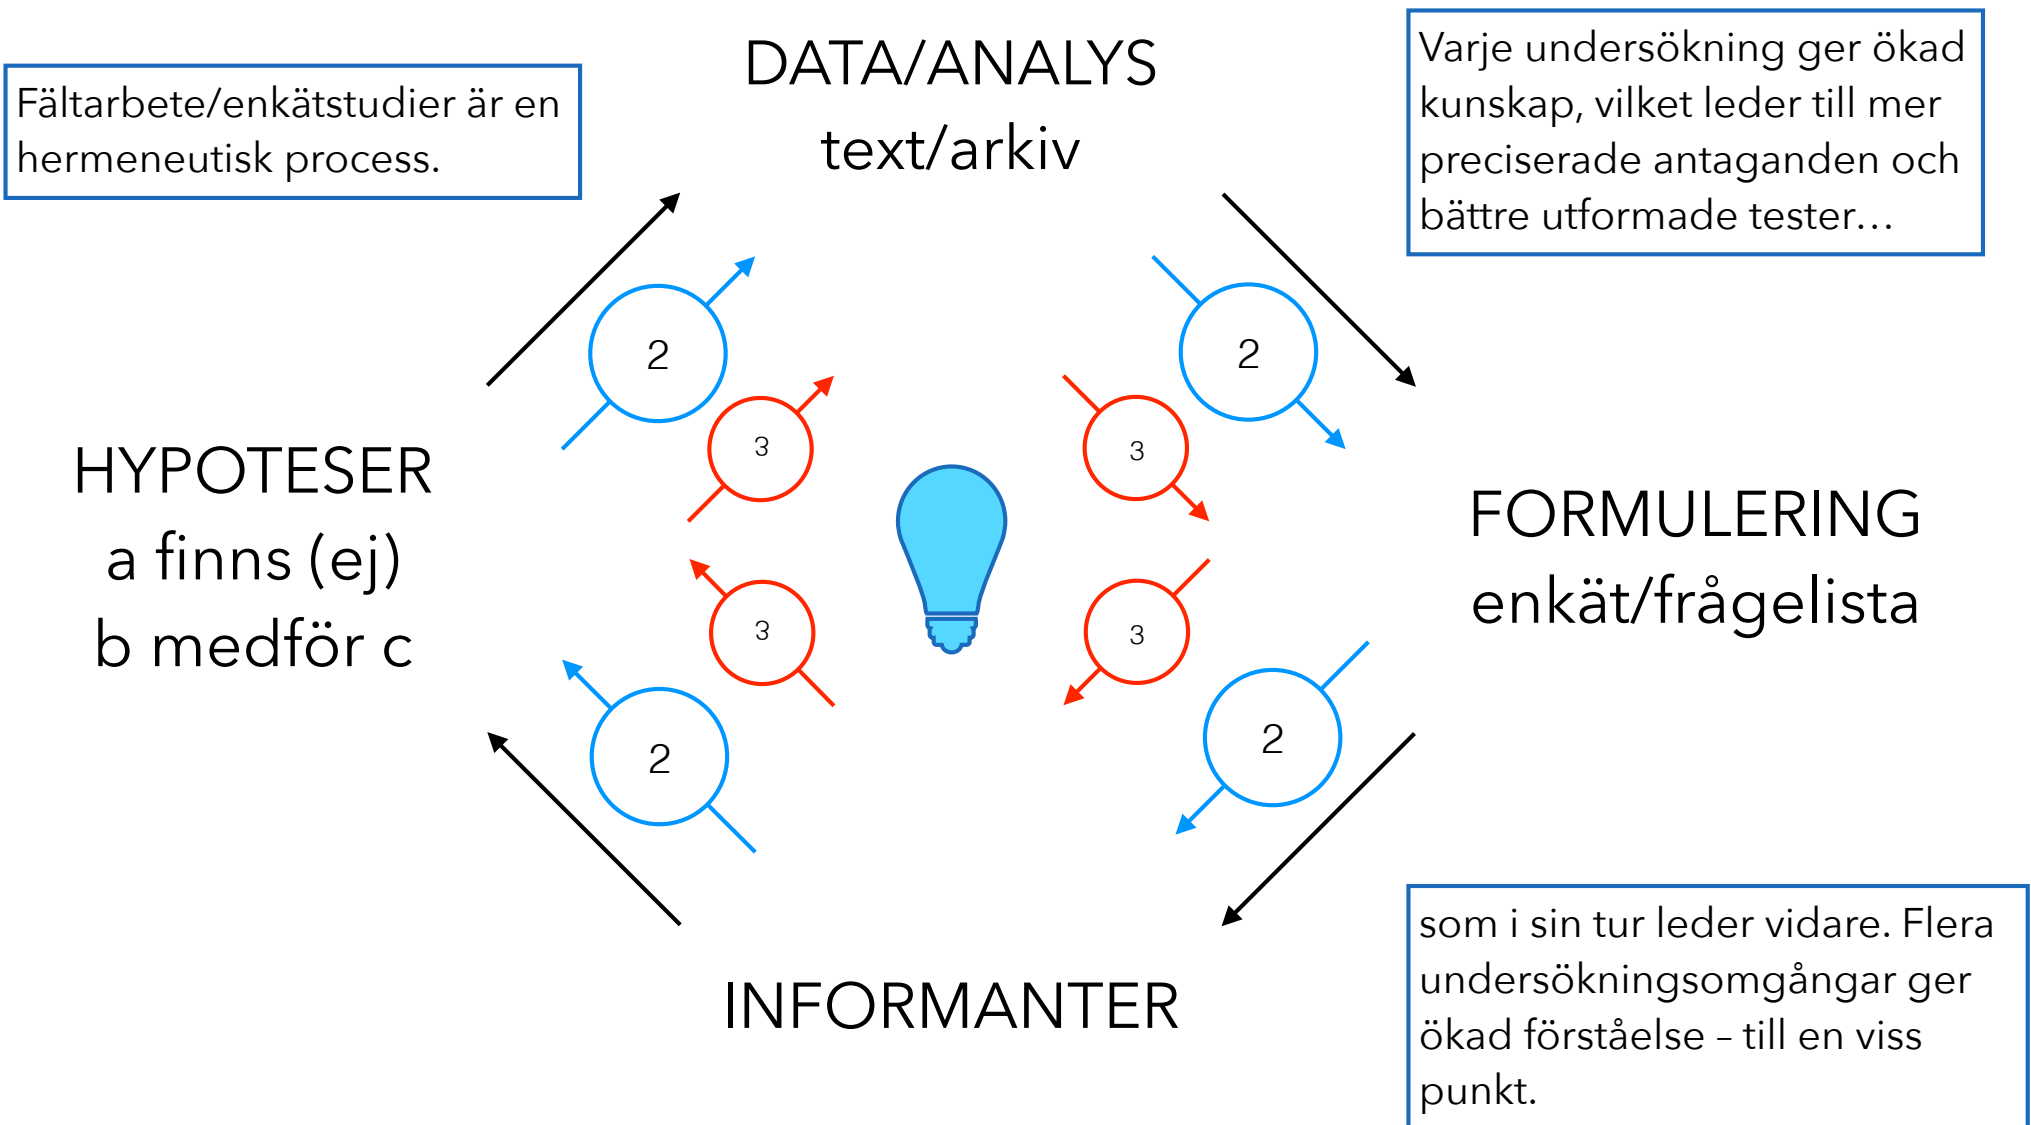 Fältarbete/enkätstudier är en
hermeneutisk process.
DATA/ANALYS
text/arkiv
Varje undersökning ger ökad
kunskap, vilket leder till mer
preciserade antaganden och
bättre utformade tester…
2
2
3
3
HYPOTESER
a finns (ej)
b medför c
FORMULERING
enkät/frågelista
3
3
2
2
INFORMANTER
som i sin tur leder vidare. Flera
undersökningsomgångar ger
ökad förståelse – till en viss
punkt.